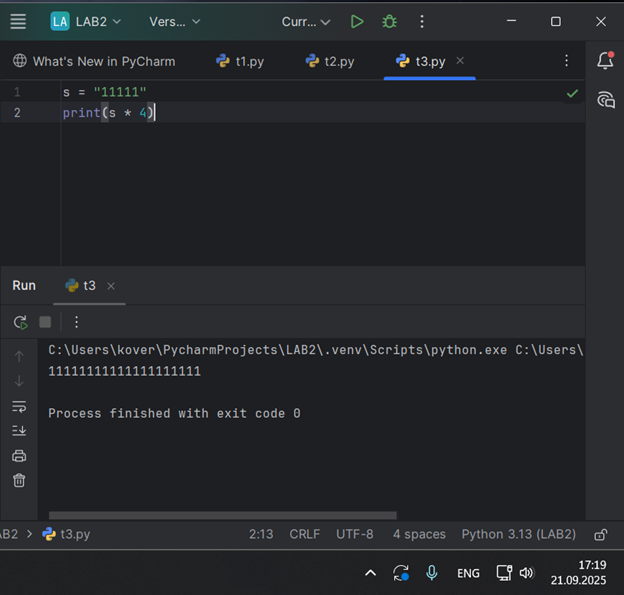 LA LAB2 Vers... Curr...
What's New in PyCharm t1.py t2.py t3.py
1 s = "11111"
2 print(s * 4)
Run t3
C:\Users\kover\PycharmProjects\LAB2\.venv\Scripts\python.exe C:\Users\
11111111111111111111
Process finished with exit code 0
AB2 > t3.py 2:13 CRLF UTF-8 4 spaces Python 3.13 (LAB2)
ENG 17:19
21.09.2025